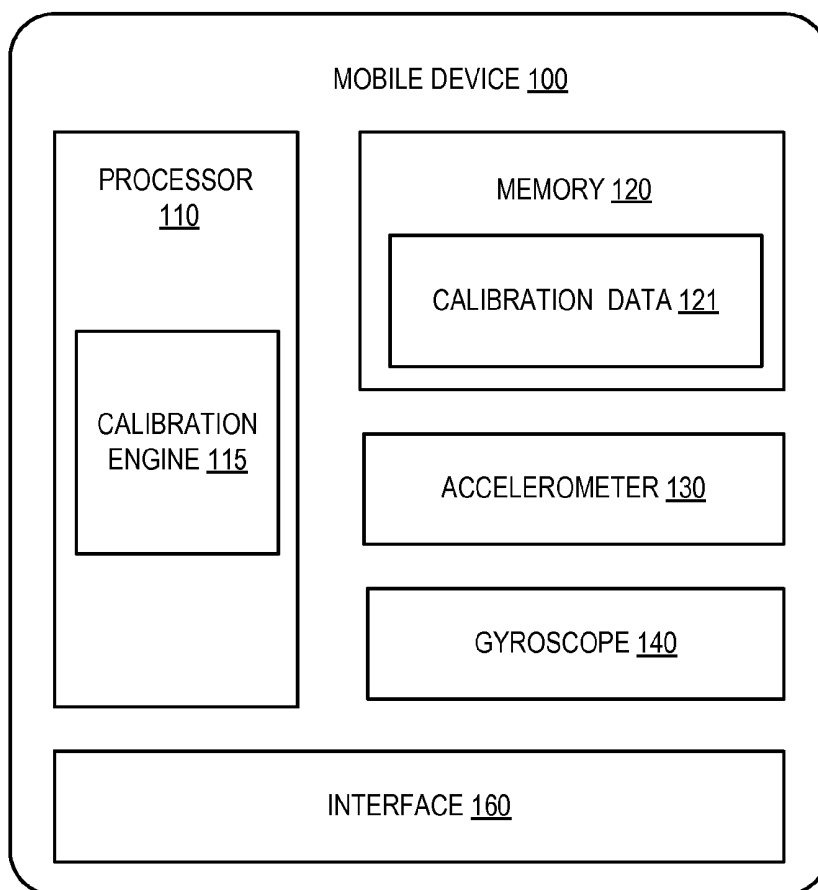 MOBILE DEVICE 100
PROCESSOR
110
CALIBRATION
ENGINE 115
MEMORY 120
CALIBRATION DATA 121
ACCELEROMETER 130
GYROSCOPE 140
INTERFACE 160